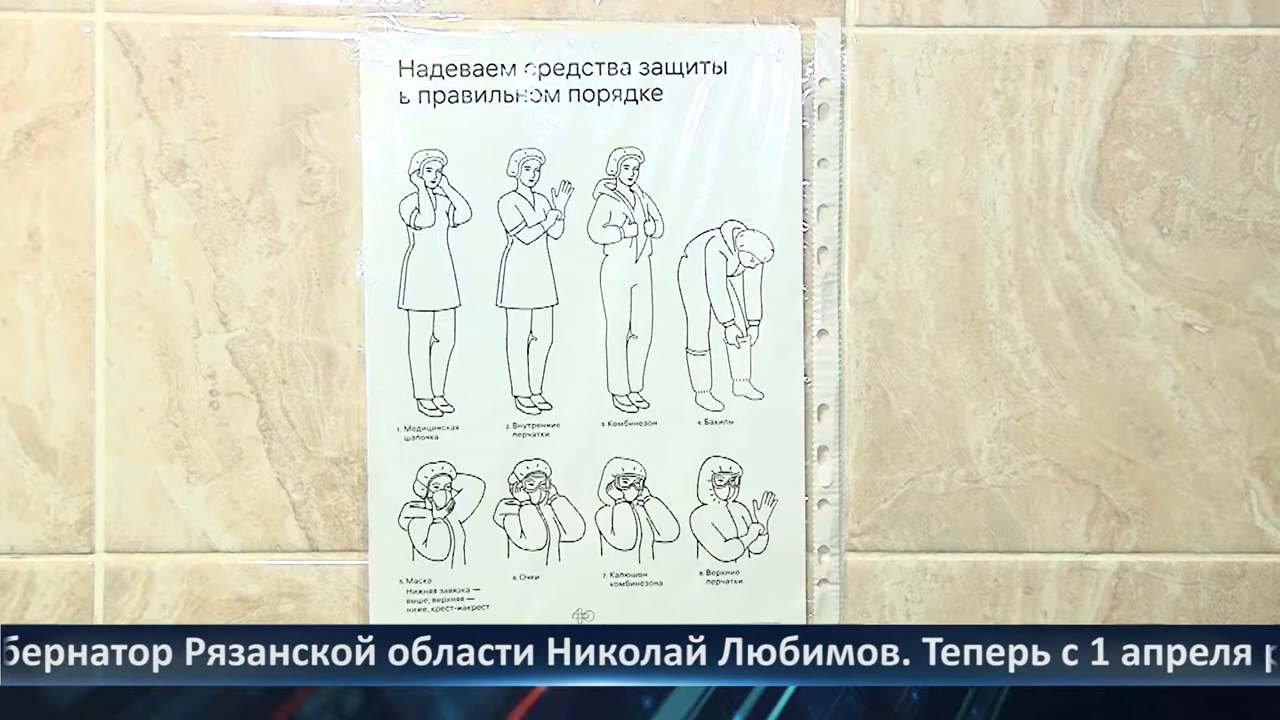 Надеваем средства защиты
в правильном порядке
1. Медицинская
шапочка
2. Внутренние
перчатки
3. Комбинезон
4. Бахилы
5. Маска
Нижняя завязка —
выше, верхняя —
ниже, крест-накрест
6. Очки
7. Капюшон
комбинезона
8. Верхние
перчатки
бернатор Рязанской области Николай Любимов. Теперь с 1 апреля р